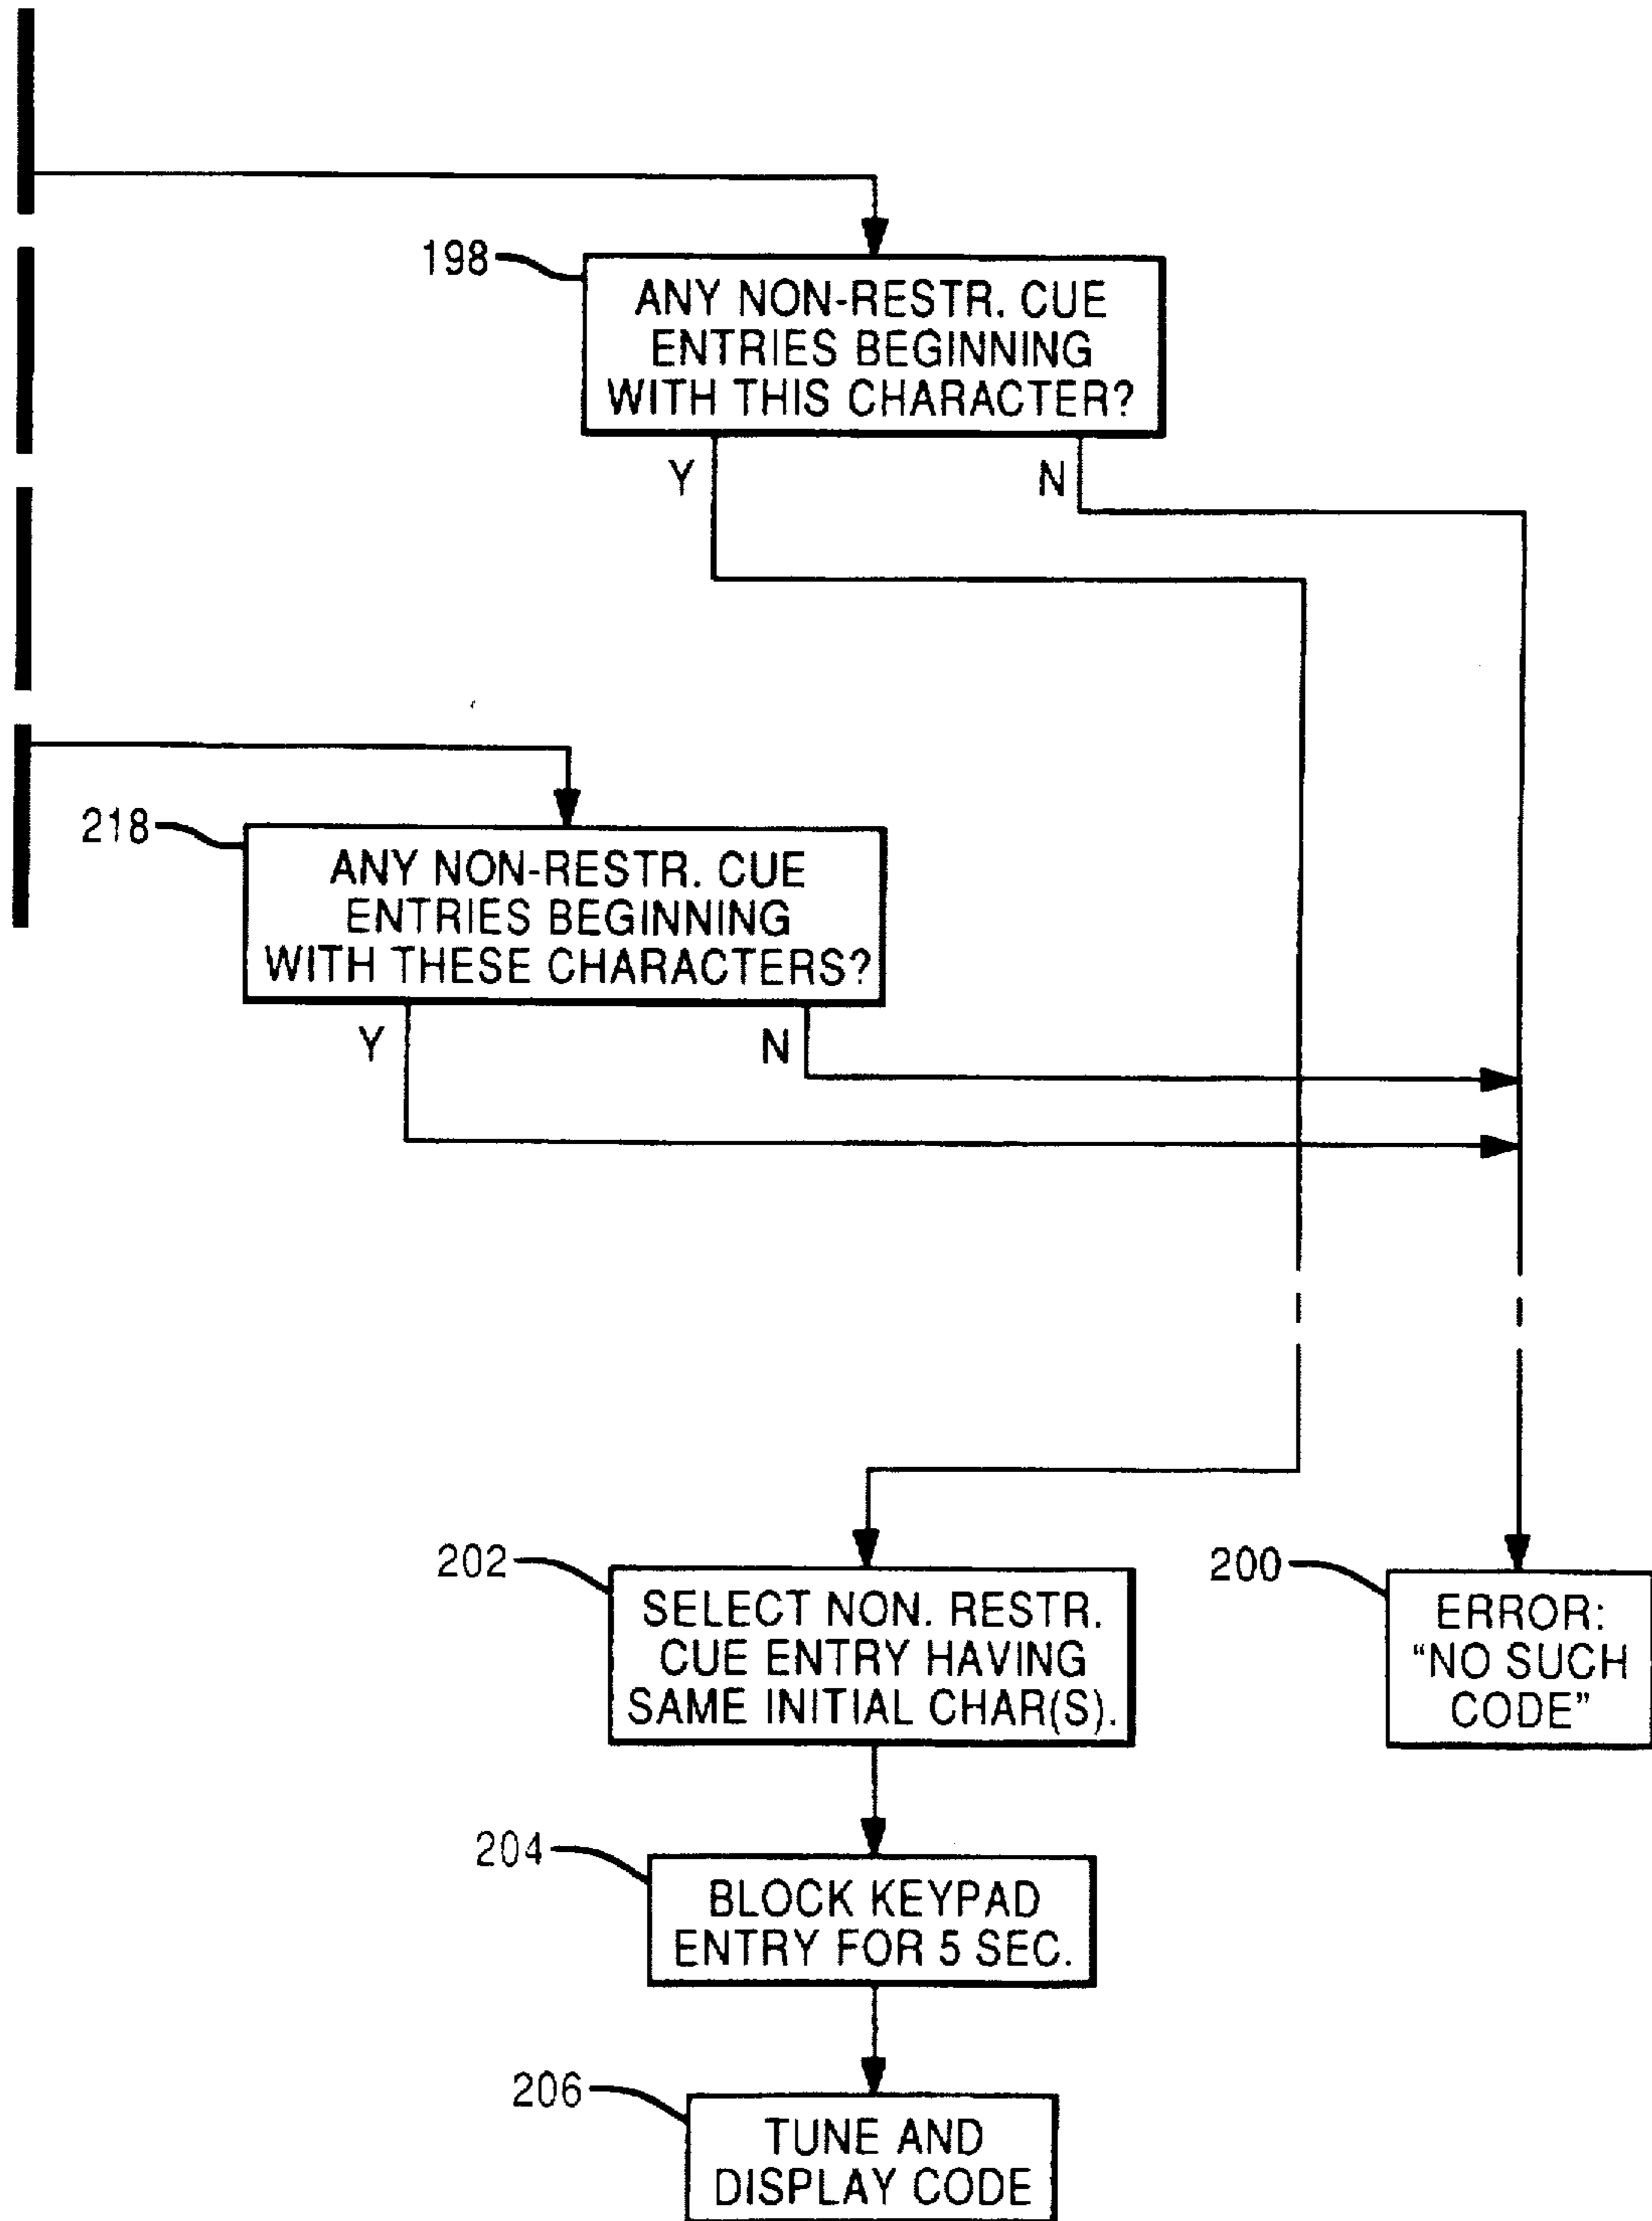 198
ANY NON-RESTR. CUE
ENTRIES BEGINNING
WITH THIS CHARACTER?
Y
N
218
ANY NON-RESTR. CUE
ENTRIES BEGINNING
WITH THESE CHARACTERS?
Y
N
202
SELECT NON. RESTR.
CUE ENTRY HAVING
SAME INITIAL CHAR(S).
200
ERROR:
“NO SUCH
CODE”
204
BLOCK KEYPAD
ENTRY FOR 5 SEC.
206
TUNE AND
DISPLAY CODE